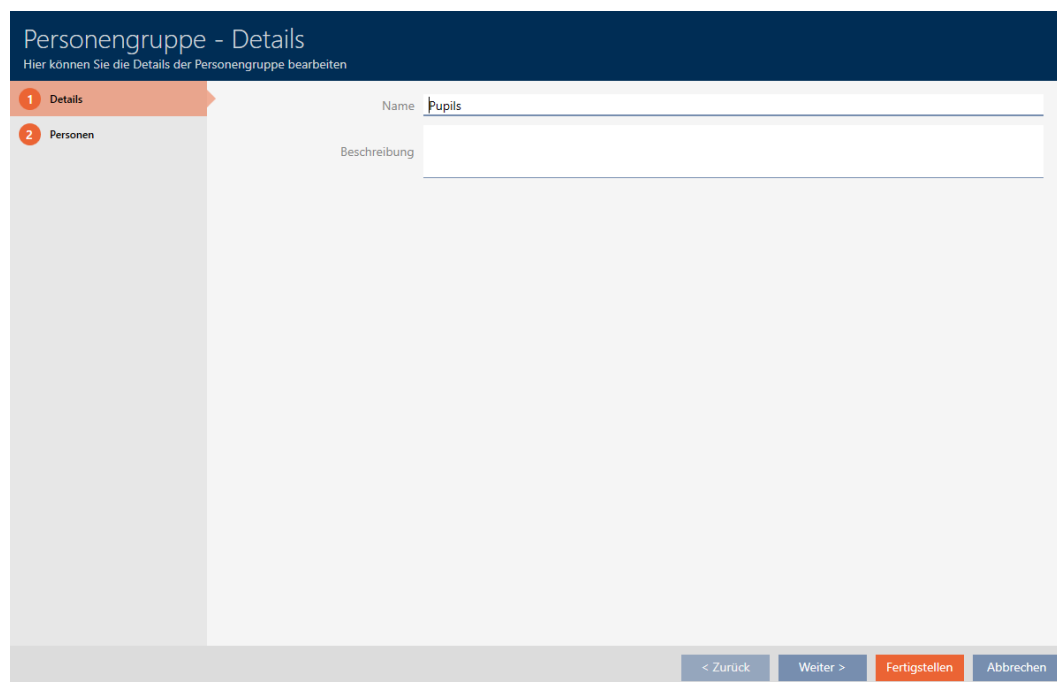 Personengruppe - Details
Hier können Sie die Details der Personengruppe bearbeiten
1 Details
2 Personen
Name Pupils
Beschreibung
< Zurück Weiter > Fertigstellen Abbrechen